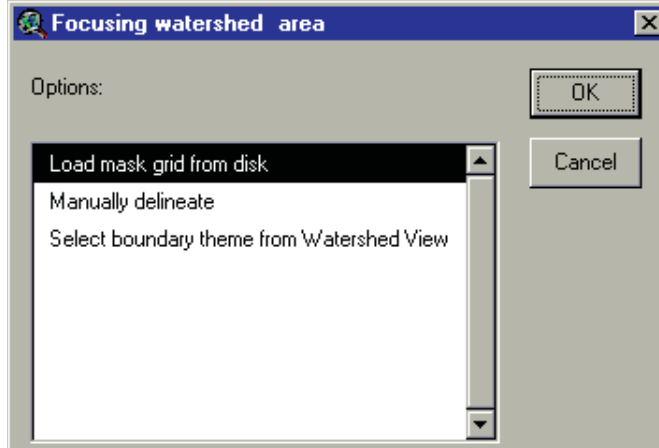 Focusing watershed area
Options:
OK
Load mask grid from disk
Cancel
Manually delineate
Select boundary theme from Watershed View